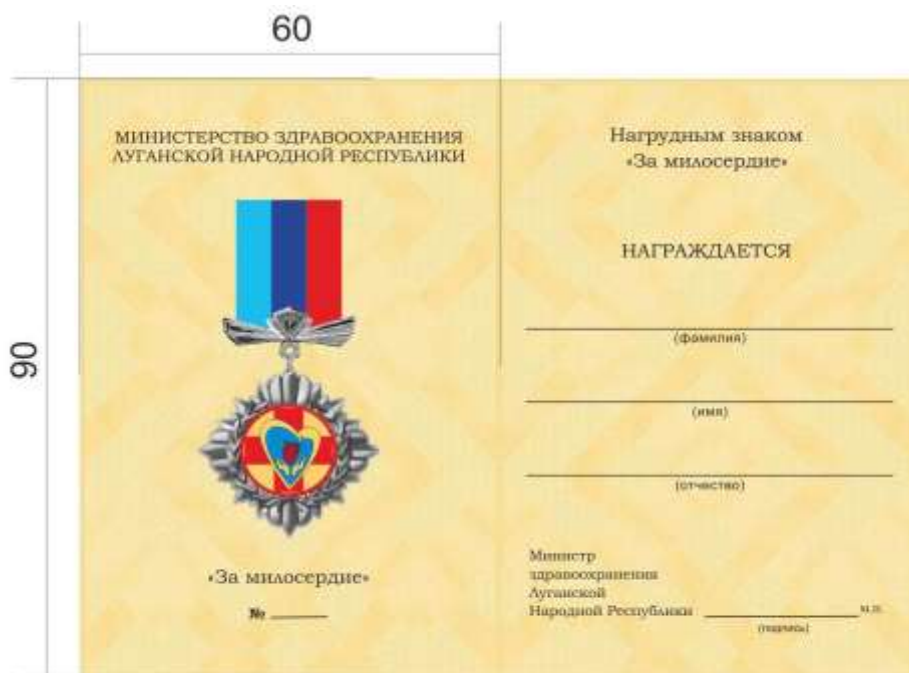 60
90
МИНИСТЕРСТВО ЗДРАВООХРАНЕНИЯ
ЛУГАНСКОЙ НАРОДНОЙ РЕСПУБЛИКИ
«За милосердие»
№
Нагрудным знаком
«За милосердие»
НАГРАЖДАЕТСЯ
(фамилия)
(имя)
(отчество)
Министр
здравоохранения
Луганской
Народной Республики
М.П.
(подпись)